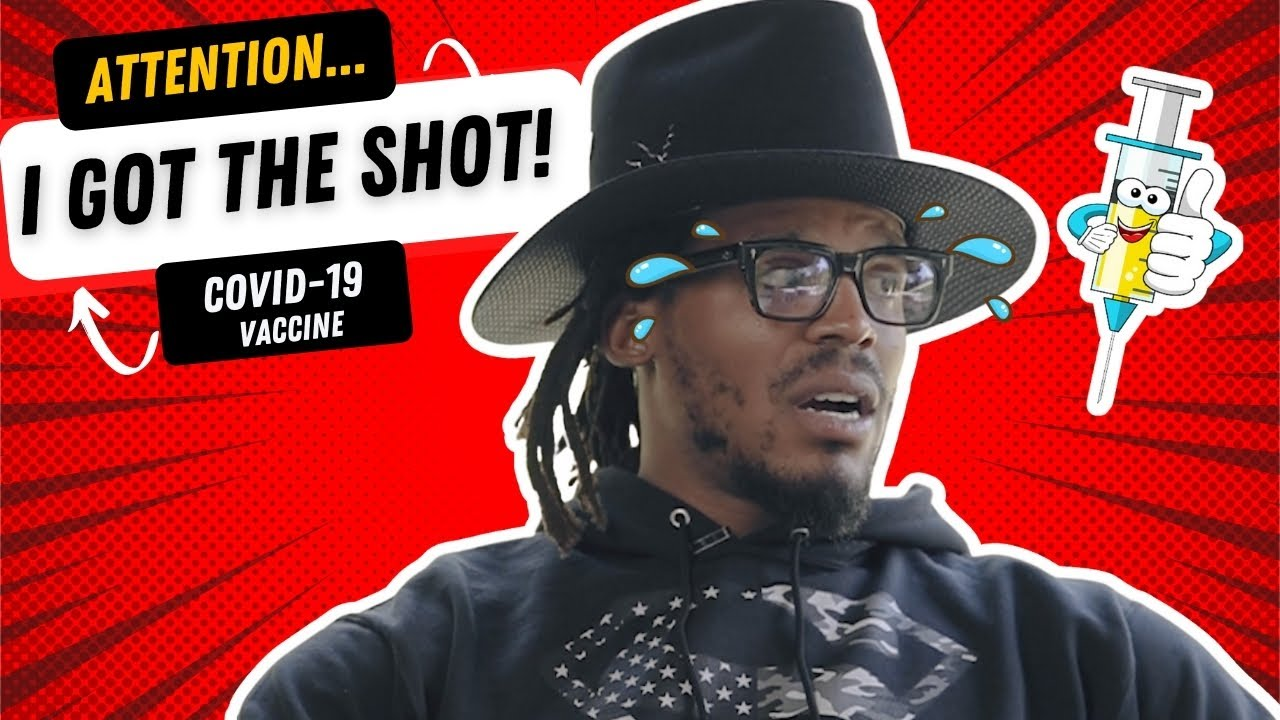 ATTENTION...
I GOT THE SHOT!
COVID-19
VACCINE